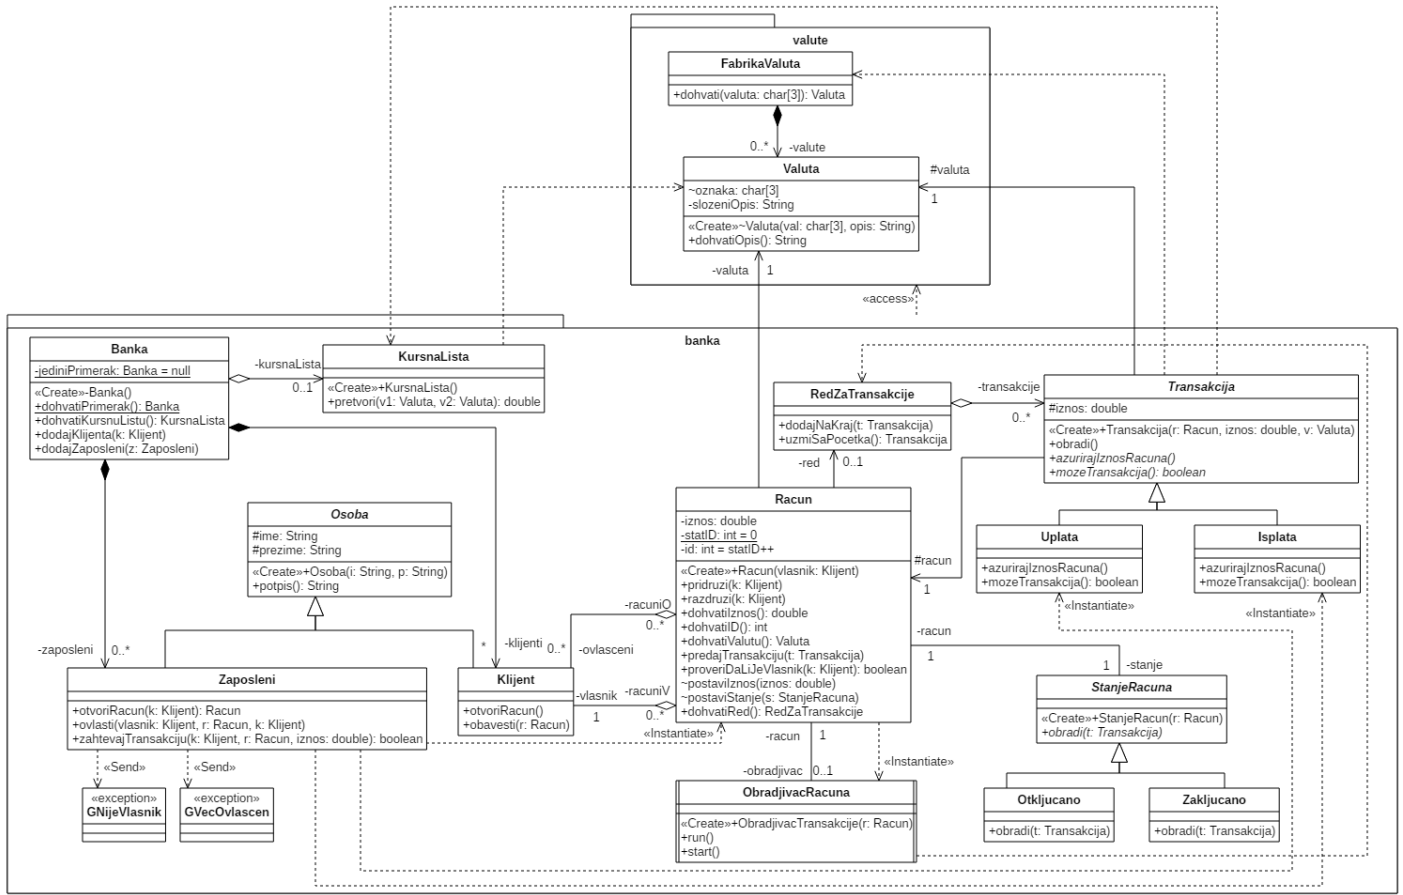 valute
FabrikaValuta
+dohvati(valuta: char[3]): Valuta
0..*
-valute
Valuta
~oznaka: char[3]
-slozeniOpis: String
«Create»~Valuta(val: char[3], opis: String)
+dohvatiOpis(): String
#valuta
1
-valuta
1
«access»
banka
Banka
-jediniPrimerak: Banka = null
«Create»-Banka()
+dohvatiPrimerak(): Banka
+dohvatiKursnuListu(): KursnaLista
+dodajKlijenta(k: Klijent)
+dodajZaposleni(z: Zaposleni)
-kursnaLista
0..1
KursnaLista
«Create»+KursnaLista()
+pretvori(v1: Valuta, v2: Valuta): double
RedZaTransakcije
+dodajNaKraj(t: Transakcija)
+uzmiSaPocetka(): Transakcija
-transakcije
0..*
Transakcija
#iznos: double
«Create»+Transakcija(r: Racun, iznos: double, v: Valuta)
+obradi()
+azurirajIznosRacuna()
+mozeTransakcija(): boolean
-red
0..1
Osoba
#ime: String
#prezime: String
«Create»+Osoba(i: String, p: String)
+potpis(): String
Racun
-iznos: double
-statID: int = 0
-id: int = statID++
«Create»+Racun(vlasnik: Klijent)
+pridruzi(k: Klijent)
+razdruzi(k: Klijent)
+dohvatiIznos(): double
+dohvatiID(): int
+dohvatiValutu(): Valuta
+predajTransakciju(t: Transakcija)
+proveriDaLiJeVlasnik(k: Klijent): boolean
~postaviIznos(iznos: double)
~postaviStanje(s: StanjeRacuna)
~dohvatiRed(): RedZaTransakcije
#racun
1
Uplata
+azurirajIznosRacuna()
+mozeTransakcija(): boolean
Isplata
+azurirajIznosRacuna()
+mozeTransakcija(): boolean
«Instantiate»
«Instantiate»
-racuniO
0..*
-zaposleni
0..*
*
-klijenti
0..*
-ovlasceni
-racun
1
1
-stanje
Zaposleni
+otvoriRacun(k: Klijent): Racun
+ovlasti(vlasnik: Klijent, r: Racun, k: Klijent)
+zahtevajTransakciju(k: Klijent, r: Racun, iznos: double): boolean
Klijent
+otvoriRacun()
+obavesti(r: Racun)
-vlasnik
1
-racuniV
0..*
«Instantiate»
StanjeRacuna
«Create»+StanjeRacun(r: Racun)
+obradi(t: Transakcija)
-racun
1
«Instantiate»
-obradjivac
0..1
«Send»
«Send»
«exception»
GNijeVlasnik
«exception»
GVecOvlascen
ObradjivacRacuna
«Create»+ObradjivacTransakcije(r: Racun)
+run()
+start()
Otkljucano
+obradi(t: Transakcija)
Zakljucano
+obradi(t: Transakcija)